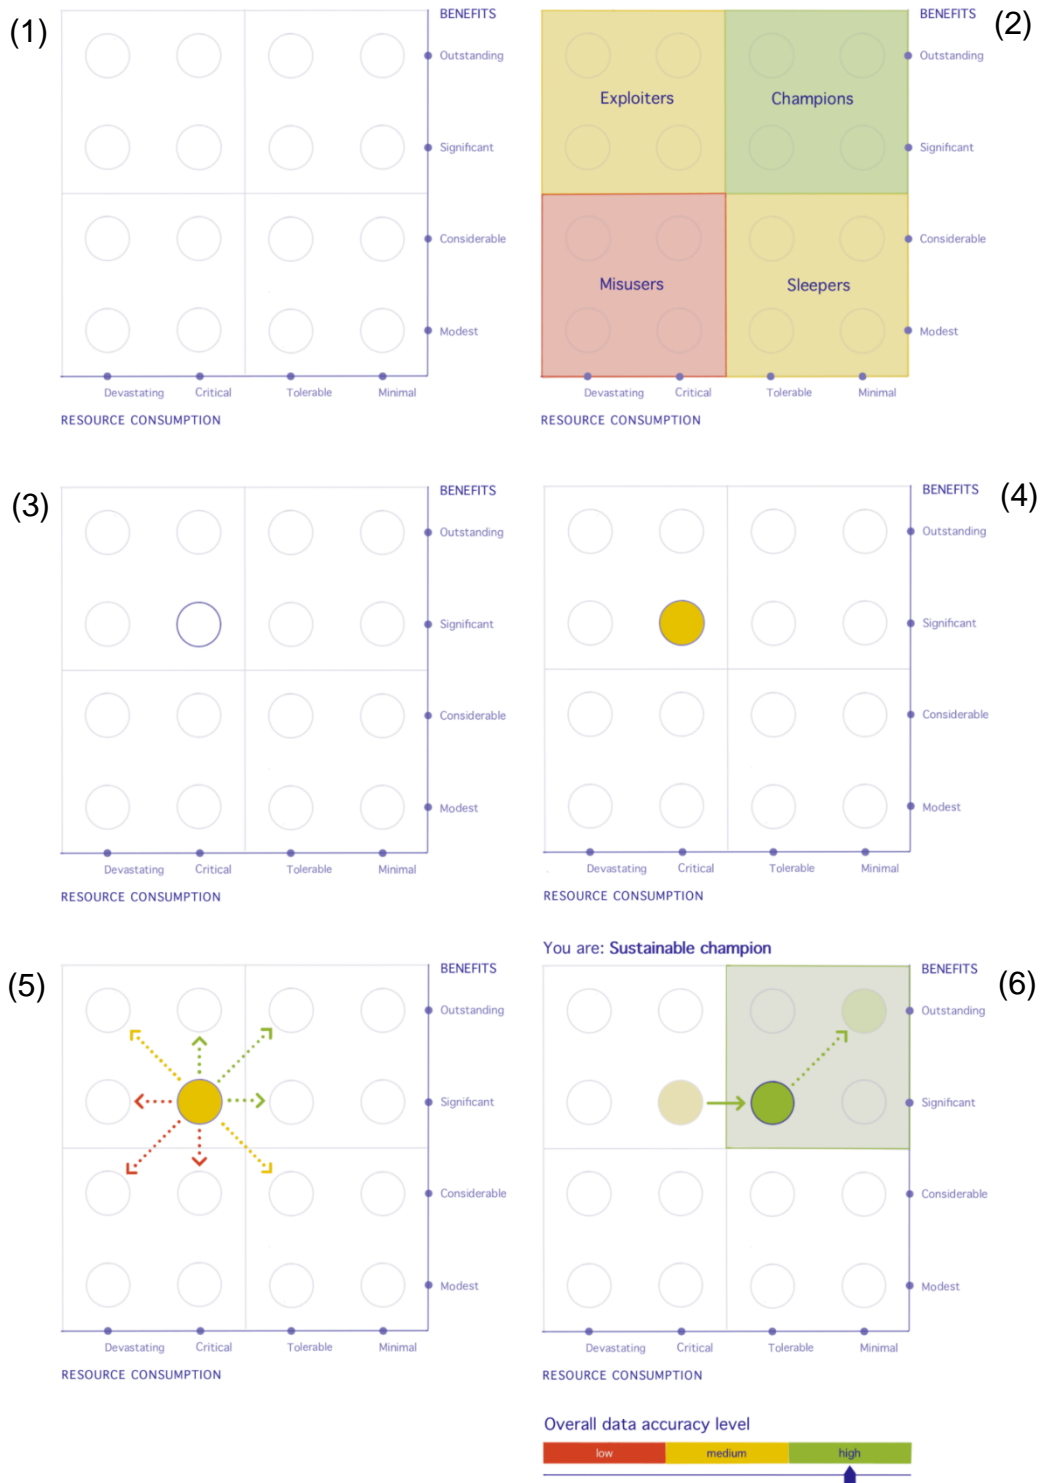 (1)
BENEFITS
Outstanding
Significant
Considerable
Modest
Devastating Critical Tolerable Minimal
RESOURCE CONSUMPTION
(2)
BENEFITS
Outstanding
Exploiters Champions
Significant
Considerable
Misusers Sleepers
Modest
Devastating Critical Tolerable Minimal
RESOURCE CONSUMPTION
(3)
BENEFITS
Outstanding
Significant
Considerable
Modest
Devastating Critical Tolerable Minimal
RESOURCE CONSUMPTION
(4)
BENEFITS
Outstanding
Significant
Considerable
Modest
Devastating Critical Tolerable Minimal
RESOURCE CONSUMPTION
(5)
BENEFITS
Outstanding
Significant
Considerable
Modest
Devastating Critical Tolerable Minimal
RESOURCE CONSUMPTION
You are: Sustainable champion
(6)
BENEFITS
Outstanding
Significant
Considerable
Modest
Devastating Critical Tolerable Minimal
RESOURCE CONSUMPTION
Overall data accuracy level
low medium high